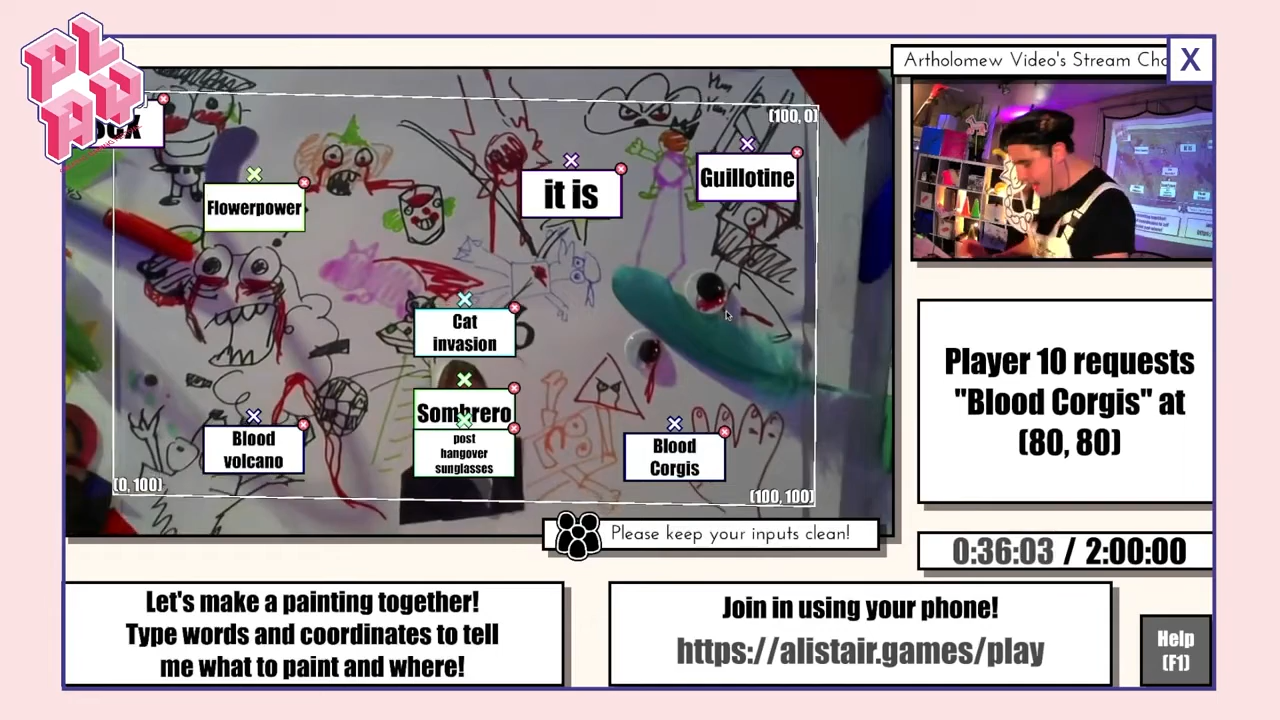 PLAY
Artholomew Video's Stream
X
(100, 0)
Flowerpower
it is
Guillotine
Cat
invasion
Sombrero
post
hangover
sunglasses
Blood
volcano
Blood
Corgis
(0, 100)
(100, 100)
Please keep your inputs clean!
Player 10 requests
"Blood Corgis" at
(80, 80)
0:36:03 / 2:00:00
Let's make a painting together!
Type words and coordinates to tell
me what to paint and where!
Join in using your phone!
https://alistair.games/play
Help
(F1)